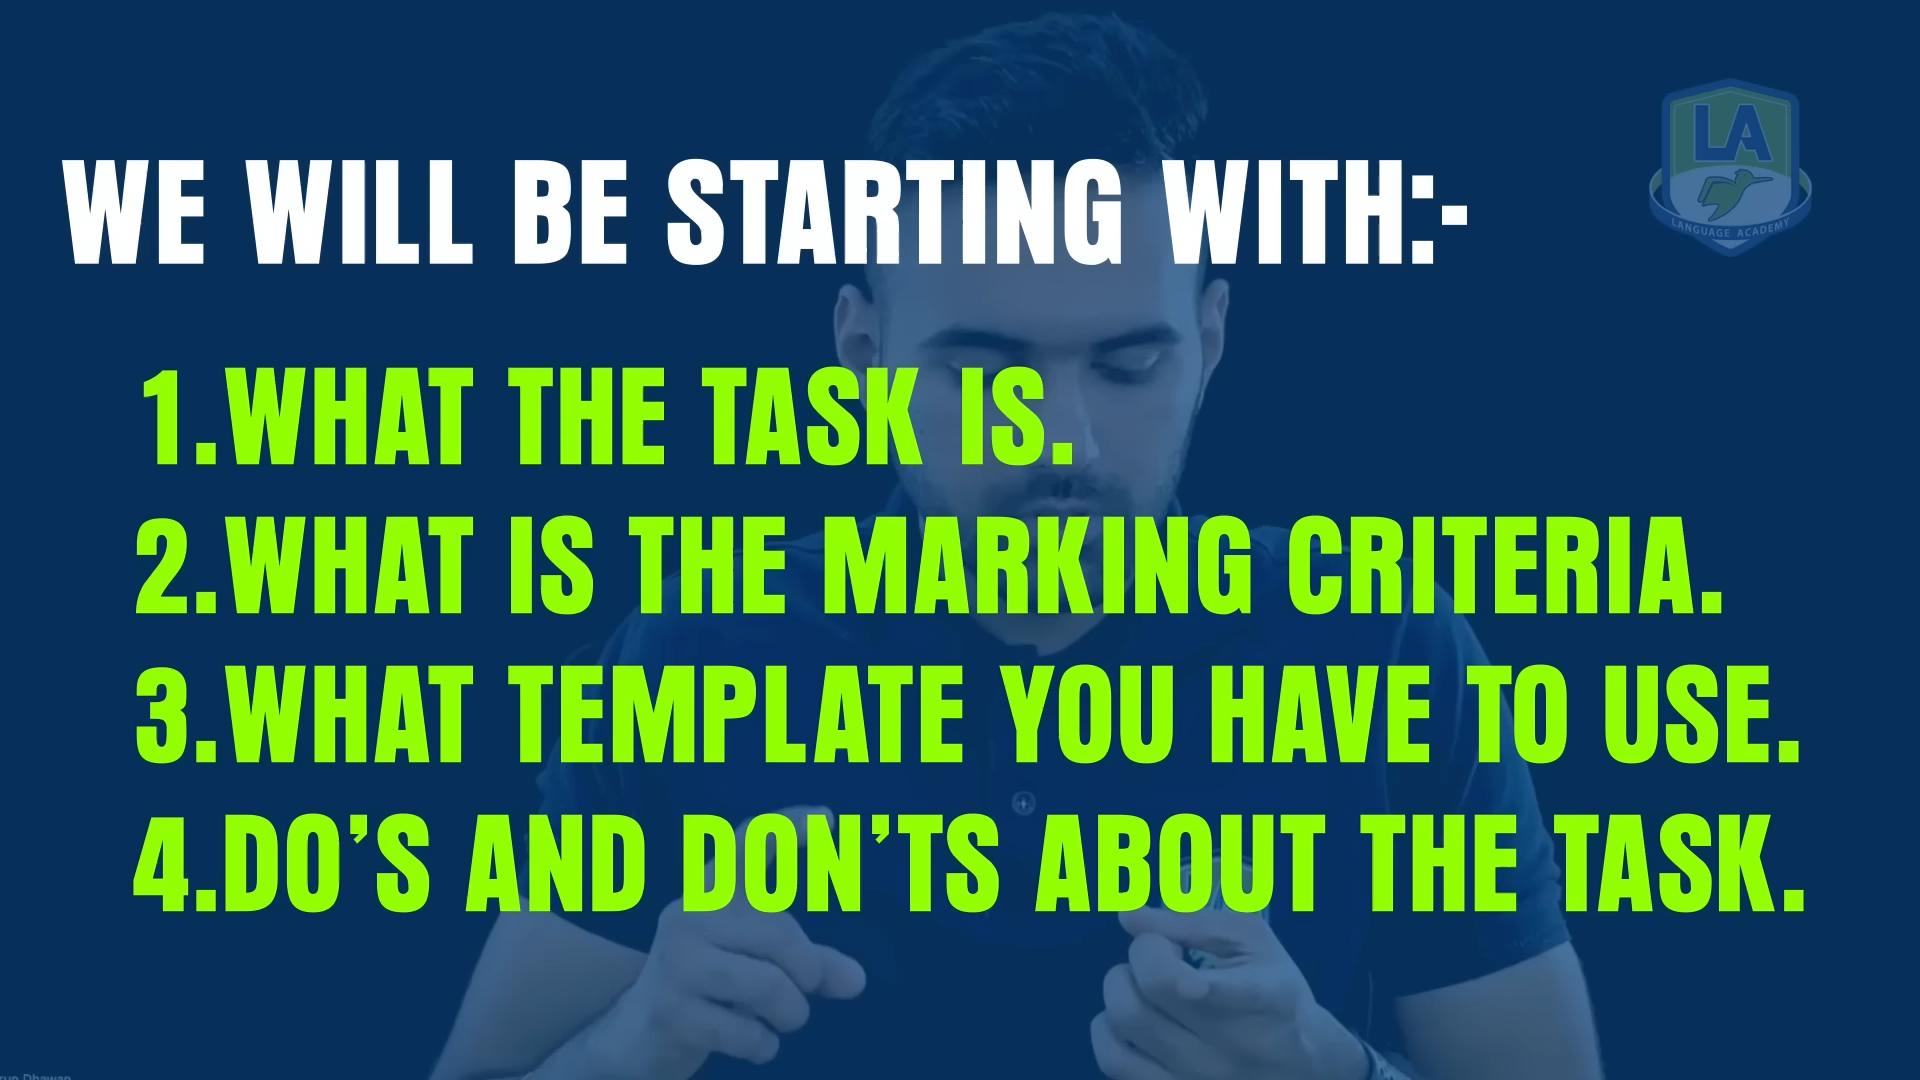 WE WILL BE STARTING WITH:-
LA
LANGUAGE ACADEMY
1.WHAT THE TASK IS.
2.WHAT IS THE MARKING CRITERIA.
3.WHAT TEMPLATE YOU HAVE TO USE.
4.DO'S AND DON'TS ABOUT THE TASK.
Dhawan